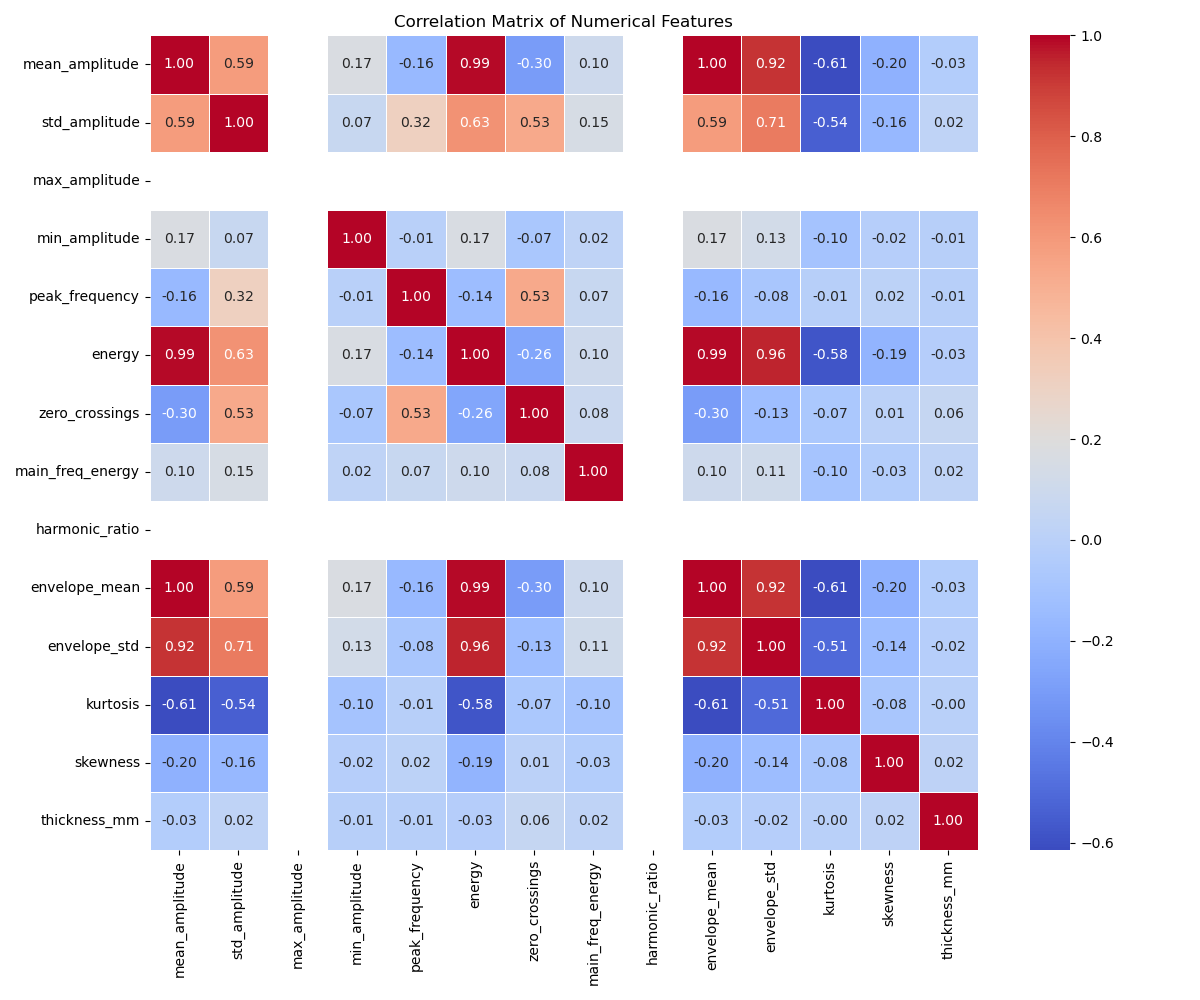 Correlation Matrix of Numerical Features
mean_amplitude 1.00 0.59 0.17 -0.16 0.99 -0.30 0.10 1.00 0.92 -0.61 -0.20 -0.03
std_amplitude 0.59 1.00 0.07 0.32 0.63 0.53 0.15 0.59 0.71 -0.54 -0.16 0.02
max_amplitude
min_amplitude 0.17 0.07 1.00 -0.01 0.17 -0.07 0.02 0.17 0.13 -0.10 -0.02 -0.01
peak_frequency -0.16 0.32 -0.01 1.00 -0.14 0.53 0.07 -0.16 -0.08 -0.01 0.02 -0.01
energy 0.99 0.63 0.17 -0.14 1.00 -0.26 0.10 0.99 0.96 -0.58 -0.19 -0.03
zero_crossings -0.30 0.53 -0.07 0.53 -0.26 1.00 0.08 -0.30 -0.13 -0.07 0.01 0.06
main_freq_energy 0.10 0.15 0.02 0.07 0.10 0.08 1.00 0.10 0.11 -0.10 -0.03 0.02
harmonic_ratio
envelope_mean 1.00 0.59 0.17 -0.16 0.99 -0.30 0.10 1.00 0.92 -0.61 -0.20 -0.03
envelope_std 0.92 0.71 0.13 -0.08 0.96 -0.13 0.11 0.92 1.00 -0.51 -0.14 -0.02
kurtosis -0.61 -0.54 -0.10 -0.01 -0.58 -0.07 -0.10 -0.61 -0.51 1.00 -0.08 -0.00
skewness -0.20 -0.16 -0.02 0.02 -0.19 0.01 -0.03 -0.20 -0.14 -0.08 1.00 0.02
thickness_mm -0.03 0.02 -0.01 -0.01 -0.03 0.06 0.02 -0.03 -0.02 -0.00 0.02 1.00
mean_amplitude
std_amplitude
max_amplitude
min_amplitude
peak_frequency
energy
zero_crossings
main_freq_energy
harmonic_ratio
envelope_mean
envelope_std
kurtosis
skewness
thickness_mm
1.0
0.8
0.6
0.4
0.2
0.0
−0.2
−0.4
−0.6